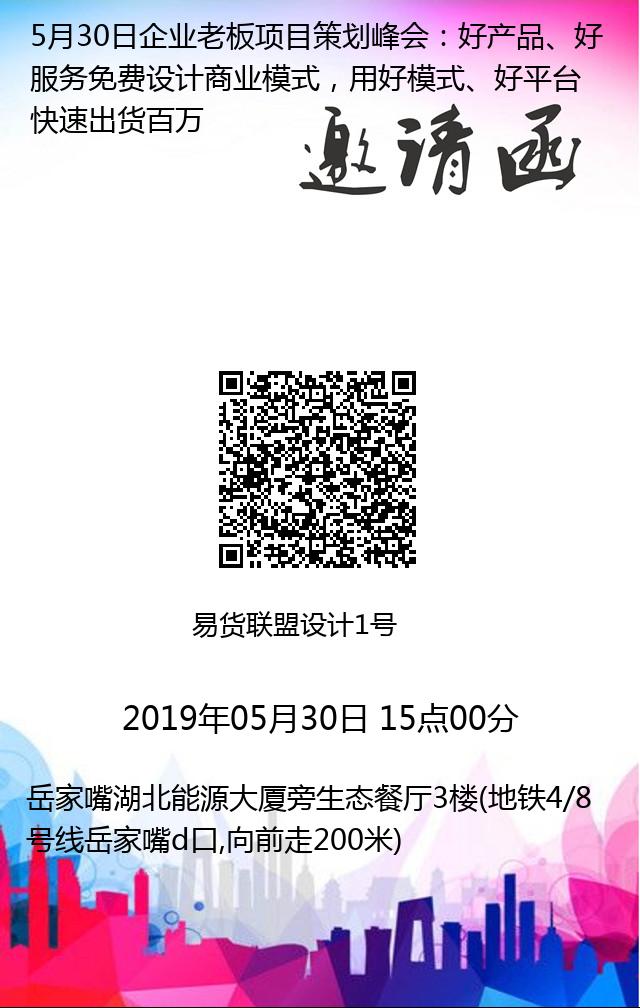 5月30日企业老板项目策划峰会：好产品、好
服务免费设计商业模式，用好模式、好平台
快速出货百万
邀请函
易货联盟设计1号
2019年05月30日 15点00分
岳家嘴湖北能源大厦旁生态餐厅3楼(地铁4/8
号线岳家嘴d口,向前走200米)